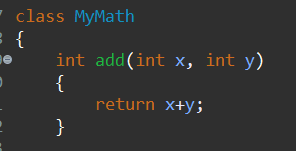 class MyMath
{
    int add(int x, int y)
    {
        return x+y;
    }